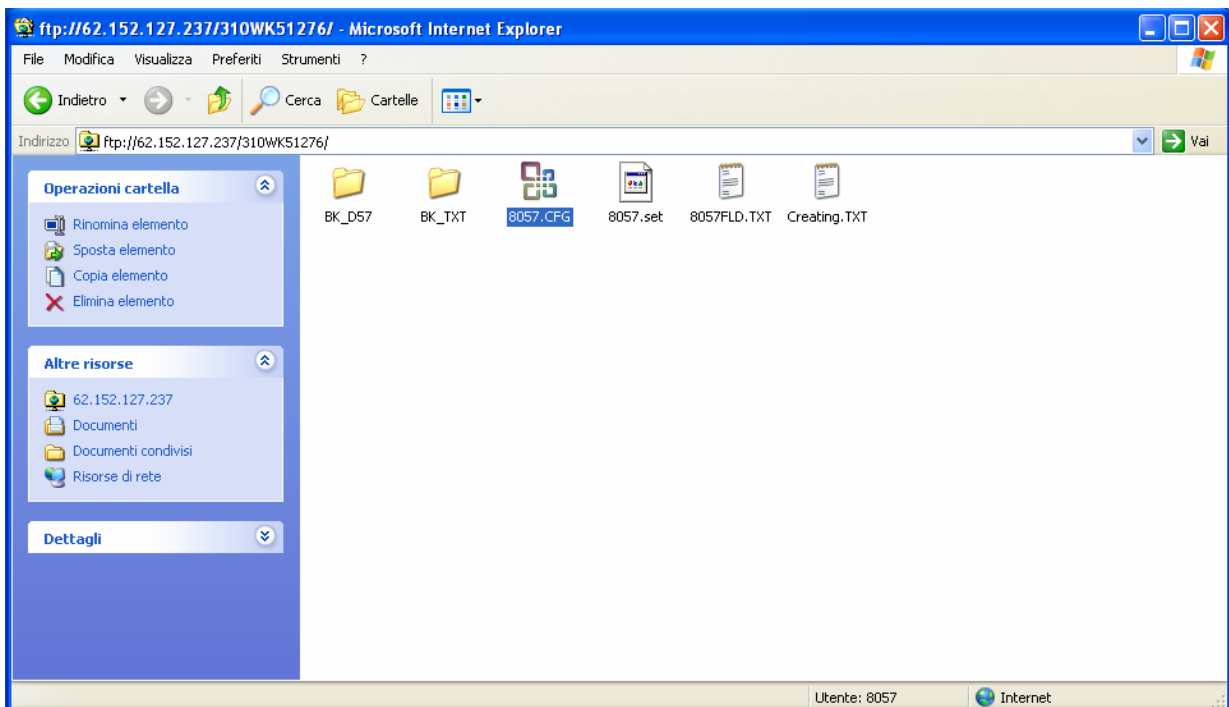 ftp://62.152.127.237/310WK51276/ - Microsoft Internet Explorer
File Modifica Visualizza Preferiti Strumenti ?
Indietro Cerca Cartelle
Indirizzo ftp://62.152.127.237/310WK51276/ Vai
Operazioni cartella
Rinomina elemento
Sposta elemento
Copia elemento
Elimina elemento
Altre risorse
62.152.127.237
Documenti
Documenti condivisi
Risorse di rete
Dettagli
BK_D57 BK_TXT 8057.CFG 8057.set 8057FLD.TXT Creating.TXT
Utente: 8057 Internet